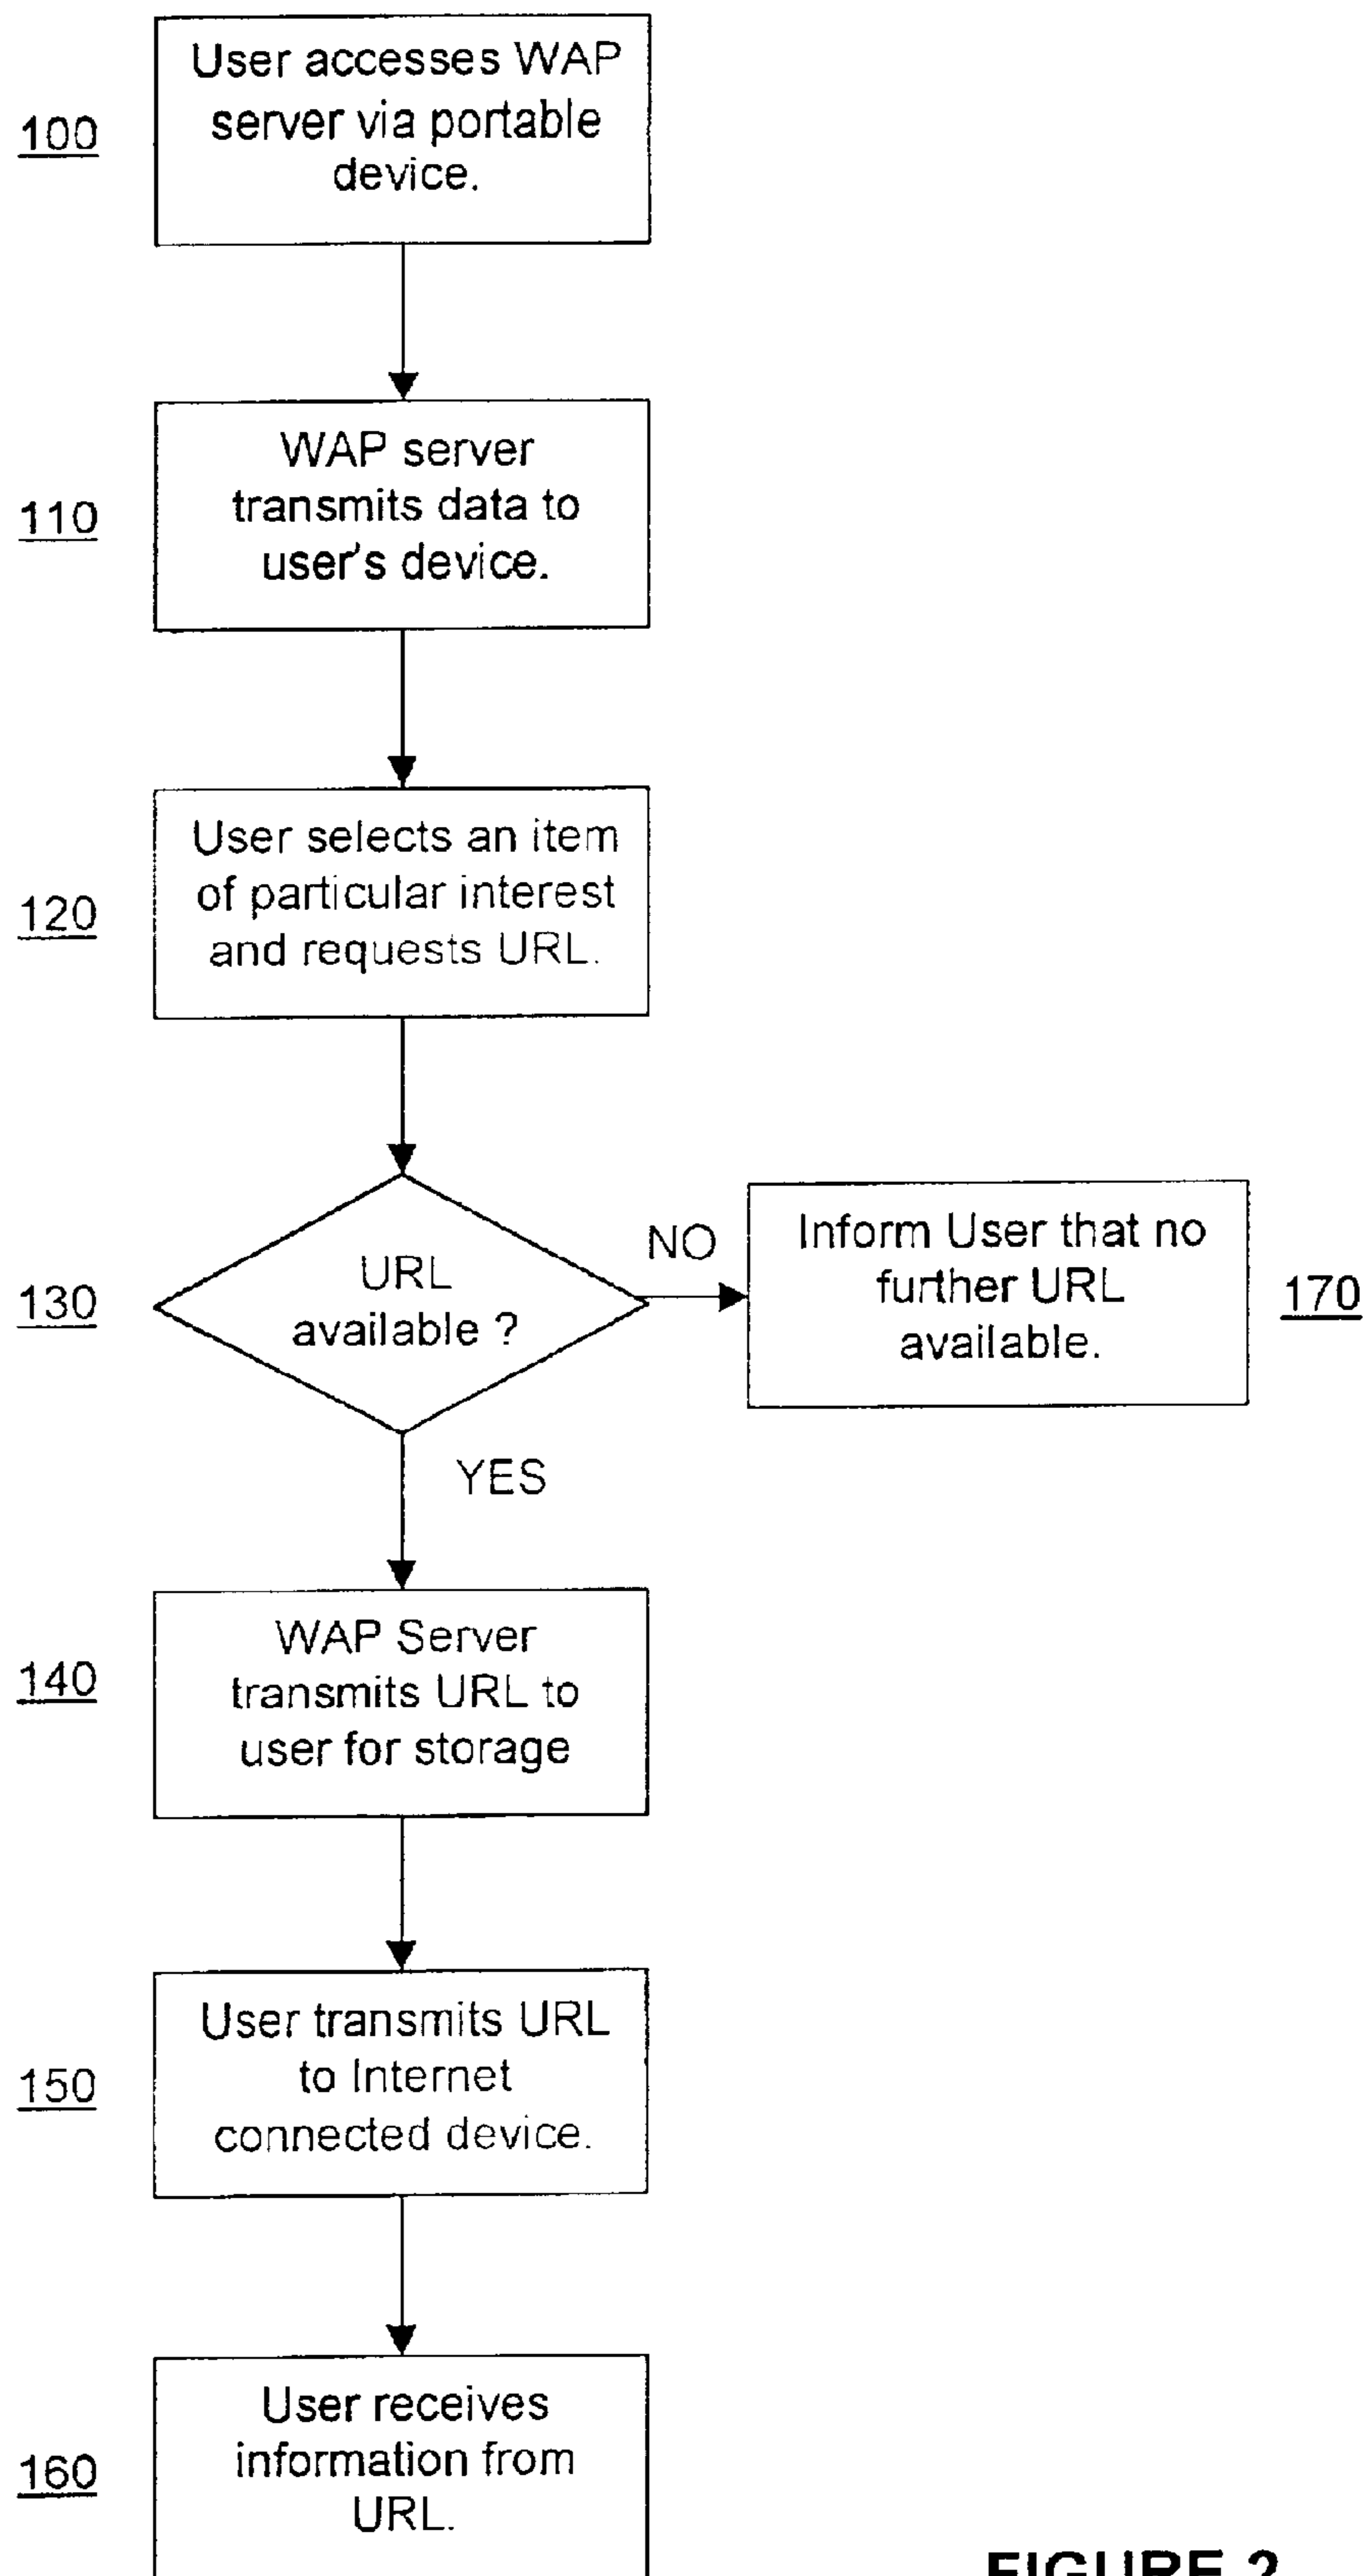 100
User accesses WAP
server via portable
device.
110
WAP server
transmits data to
user's device.
120
User selects an item
of particular interest
and requests URL.
130
URL
available ?
NO
Inform User that no
further URL
available.
170
YES
140
WAP Server
transmits URL to
user for storage
150
User transmits URL
to Internet
connected device.
160
User receives
information from
URL.
FIGURE 2